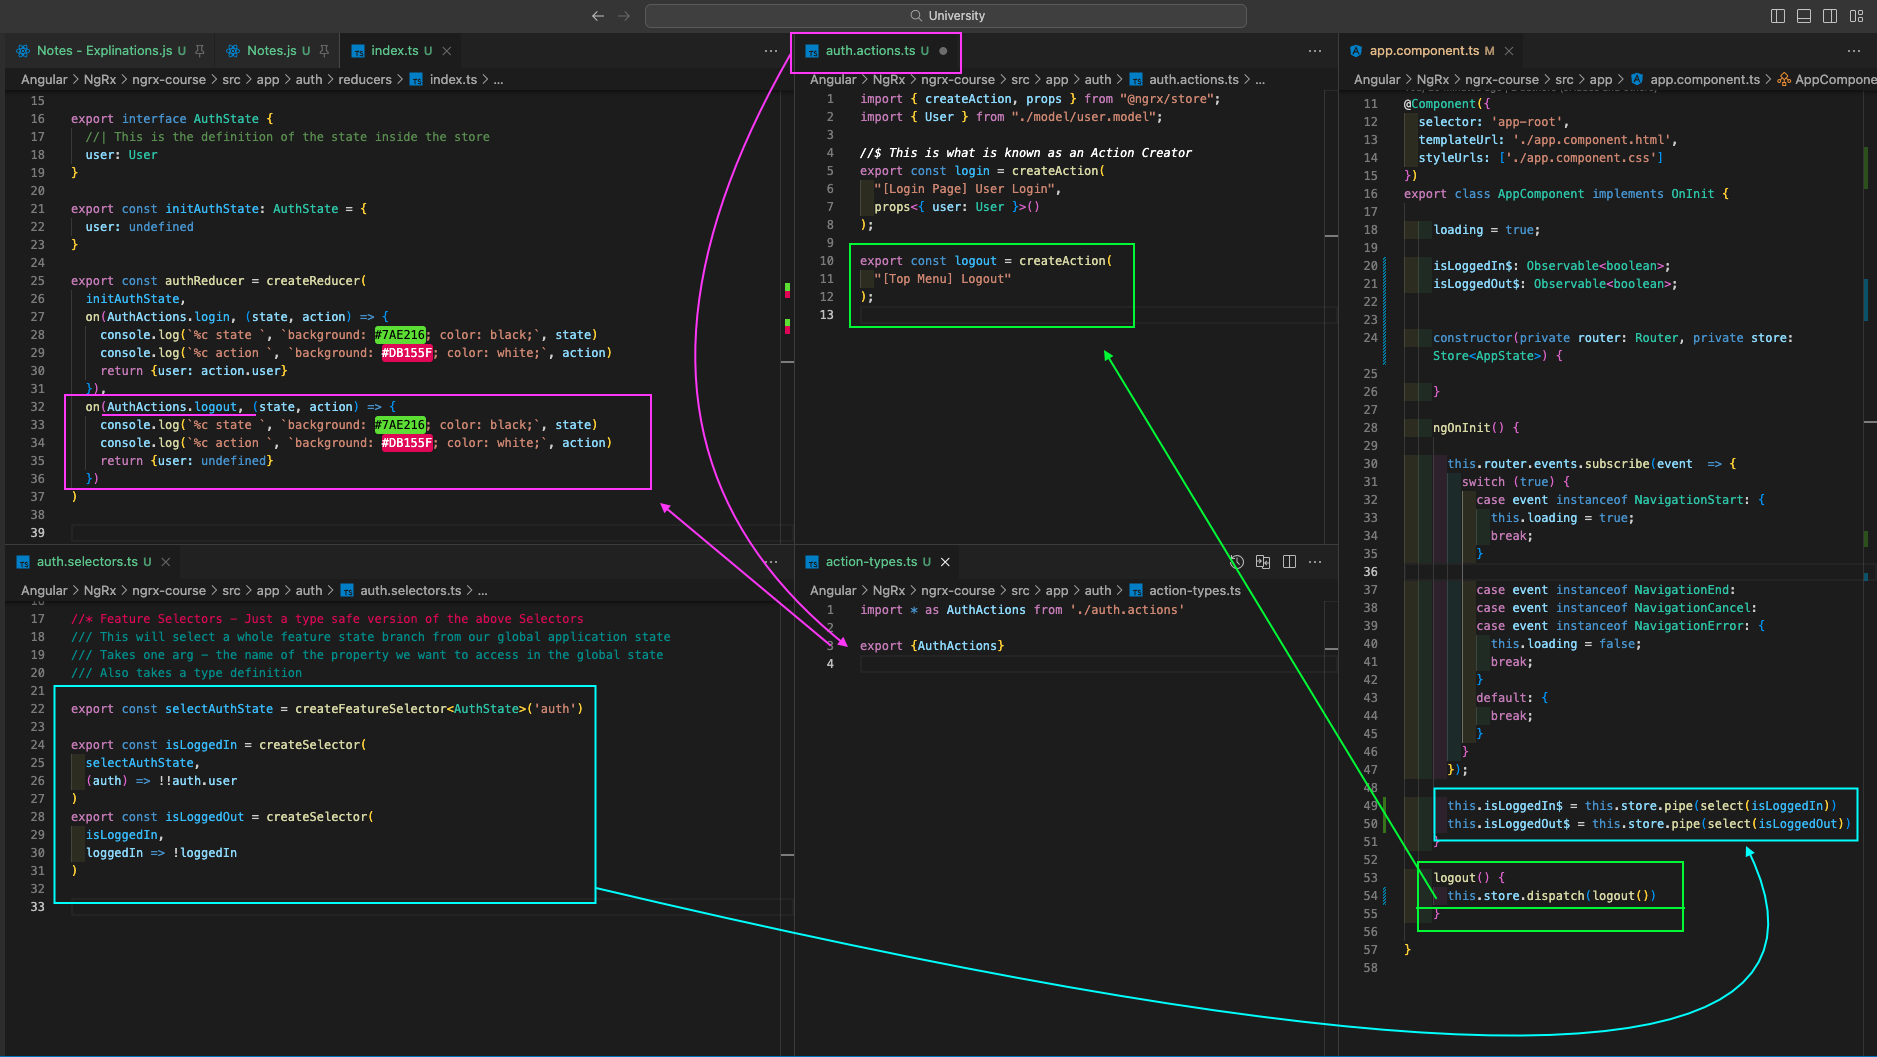 University
Notes - Explinations.js U
Notes.js U
index.ts U
Angular > NgRx > ngrx-course > src > app > auth > reducers > TS index.ts > ...
15
16 export interface AuthState {
17 //| This is the definition of the state inside the store
18 user: User
19 }
20
21 export const initAuthState: AuthState = {
22 user: undefined
23 }
24
25 export const authReducer = createReducer(
26 initAuthState,
27 on(AuthActions.login, (state, action) => {
28 console.log(`%c state `, `background: #7AE216; color: black;`, state)
29 console.log(`%c action `, `background: #DB155F; color: white;`, action)
30 return {user: action.user}
31 }),
32 on(AuthActions.logout, (state, action) => {
33 console.log(`%c state `, `background: #7AE216; color: black;`, state)
34 console.log(`%c action `, `background: #DB155F; color: white;`, action)
35 return {user: undefined}
36 })
37 )
38
39
auth.selectors.ts U
Angular > NgRx > ngrx-course > src > app > auth > TS auth.selectors.ts > ...
17 //* Feature Selectors – Just a type safe version of the above Selectors
18 /// This will select a whole feature state branch from our global application state
19 /// Takes one arg – the name of the property we want to access in the global state
20 /// Also takes a type definition
21
22 export const selectAuthState = createFeatureSelector<AuthState>('auth')
23
24 export const isLoggedIn = createSelector(
25 selectAuthState,
26 (auth) => !!auth.user
27 )
28 export const isLoggedOut = createSelector(
29 isLoggedIn,
30 loggedIn => !loggedIn
31 )
32
33
auth.actions.ts U
Angular > NgRx > ngrx-course > src > app > auth > TS auth.actions.ts > ...
1 import { createAction, props } from "@ngrx/store";
2 import { User } from "./model/user.model";
3
4 //$ This is what is known as an Action Creator
5 export const login = createAction(
6 "[Login Page] User Login",
7 props<{ user: User }>()
8 );
9
10 export const logout = createAction(
11 "[Top Menu] Logout"
12 );
13
action-types.ts U
Angular > NgRx > ngrx-course > src > app > auth > TS action-types.ts
1 import * as AuthActions from './auth.actions'
2
3 export {AuthActions}
4
app.component.ts M
Angular > NgRx > ngrx-course > src > app > app.component.ts > AppCompone
11 @Component({
12 selector: 'app-root',
13 templateUrl: './app.component.html',
14 styleUrls: ['./app.component.css']
15 })
16 export class AppComponent implements OnInit {
17
18 loading = true;
19
20 isLoggedIn$: Observable<boolean>;
21 isLoggedOut$: Observable<boolean>;
22
23
24 constructor(private router: Router, private store:
Store<AppState>) {
25
26 }
27
28 ngOnInit() {
29
30 this.router.events.subscribe(event  => {
31 switch (true) {
32 case event instanceof NavigationStart: {
33 this.loading = true;
34 break;
35 }
36
37 case event instanceof NavigationEnd:
38 case event instanceof NavigationCancel:
39 case event instanceof NavigationError: {
40 this.loading = false;
41 break;
42 }
43 default: {
44 break;
45 }
46 }
47 });
48
49 this.isLoggedIn$ = this.store.pipe(select(isLoggedIn))
50 this.isLoggedOut$ = this.store.pipe(select(isLoggedOut))
51 }
52
53 logout() {
54 this.store.dispatch(logout())
55 }
56
57 }
58